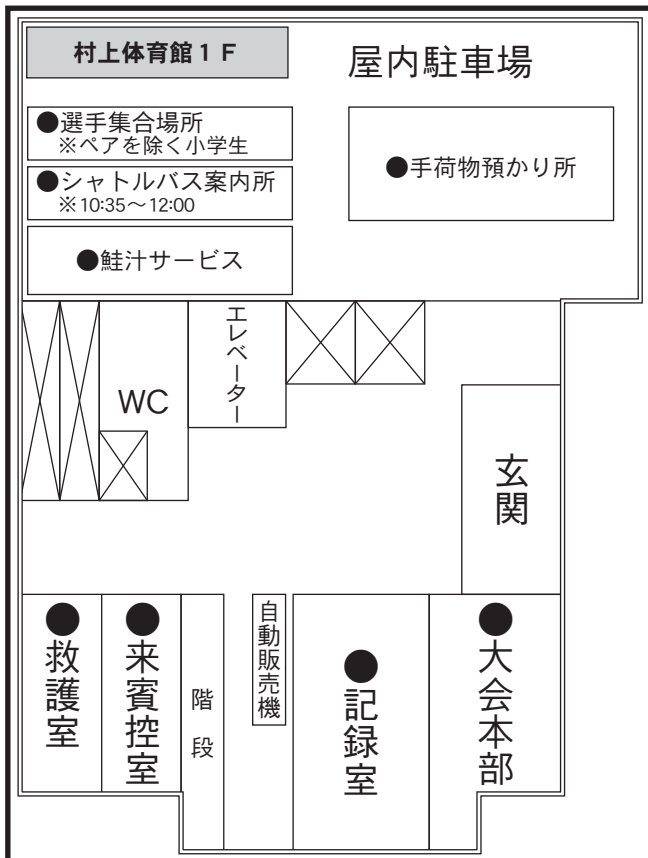 村上体育館１Ｆ
屋内駐車場
●選手集合場所
※ペアを除く小学生
●手荷物預かり所
●シャトルバス案内所
※10:35～12:00
●鮭汁サービス
エレベーター
WC
玄関
●救護室
●来賓控室
階段
自動販売機
●記録室
●大会本部